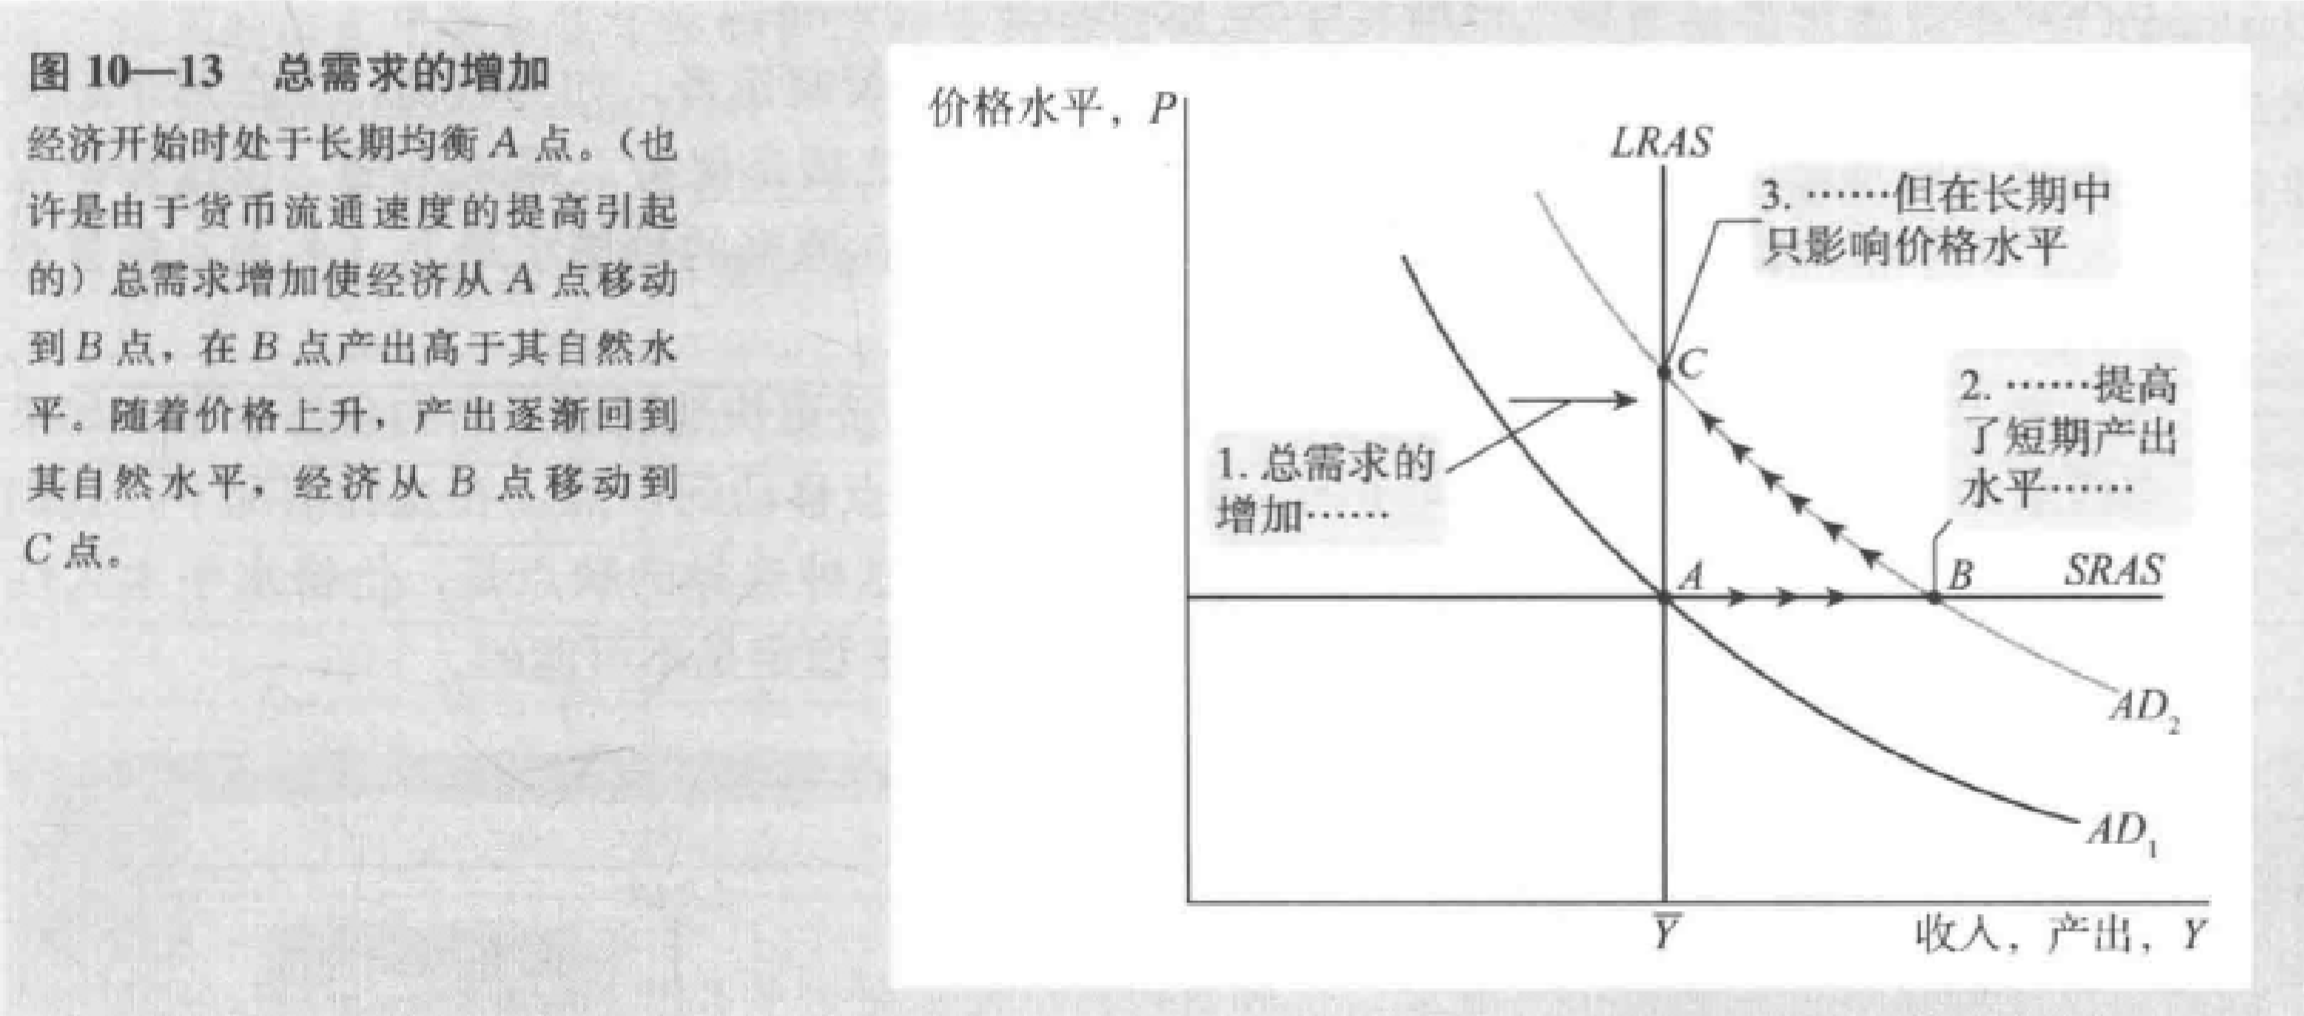 图 10—13 总需求的增加
经济开始时处于长期均衡 A 点。（也
许是由于货币流通速度的提高引起
的）总需求增加使经济从 A 点移动
到 B 点，在 B 点产出高于其自然水
平。随着价格上升，产出逐渐回到
其自然水平，经济从 B 点移动到
C 点。
价格水平，P
LRAS
3. ……但在长期中
只影响价格水平
C
2. ……提高
了短期产出
水平……
1. 总需求的
增加……
A
B
SRAS
AD₂
AD₁
Y̅
收入，产出，Y